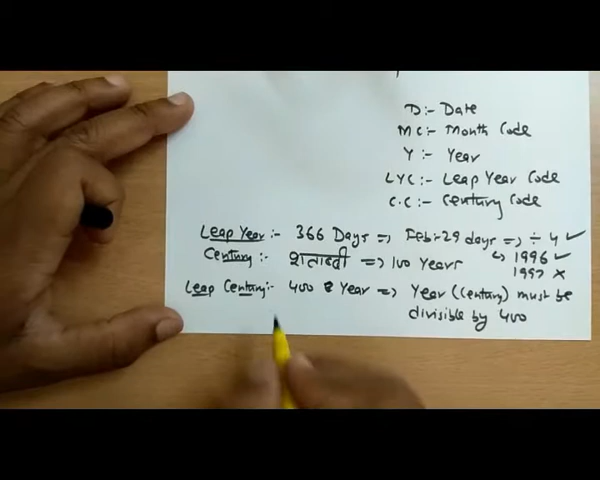 D:- Date
MC:- Month Code
Y:- Year
LYC:- Leap Year Code
C.C:- Century Code
Leap Year:- 366 Days => Feb:-29 days => ÷ 4 ✓
↳ 1996 ✓
Century:- शताब्दी => 100 Years
1997 ×
Leap Century:- 400 Year => Year (Century) must be
divisible by 400